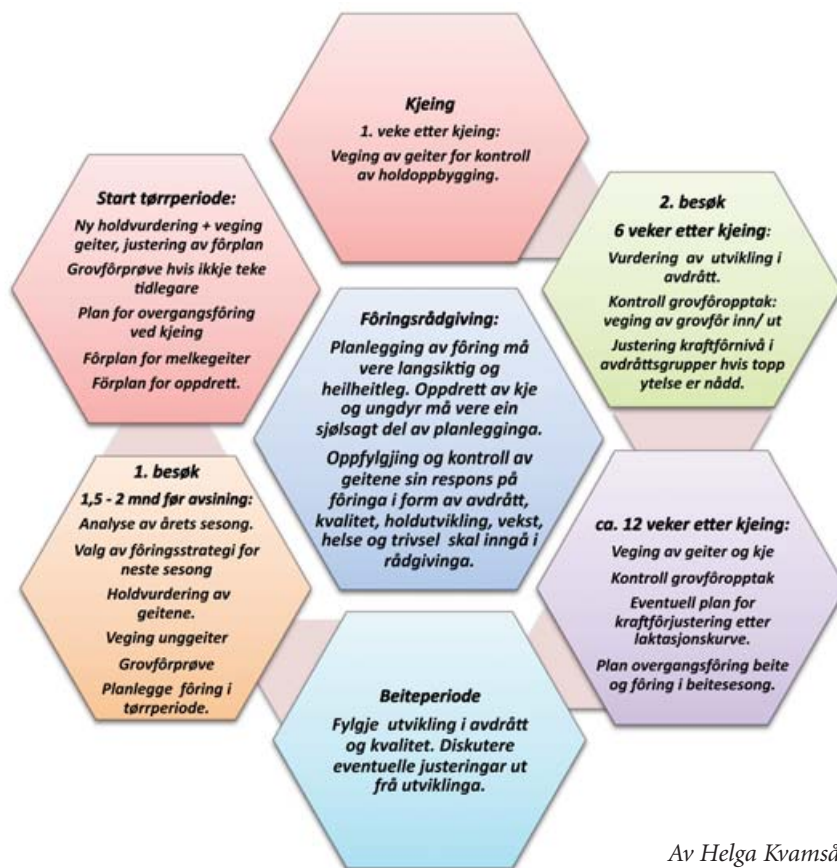 Kjeing
1. veke etter kjeing:
Veging av geiter for kontroll
av holdoppbygging.
2. besøk
6 veker etter kjeing:
Vurdering av utvikling i
avdrått.
Kontroll grovfôropptak:
veging av grovfôr inn/ ut
Justering kraftfôrnivå i
avdråttsgrupper hvis topp
ytelse er nådd.
ca. 12 veker etter kjeing:
Veging av geiter og kje
Kontroll grovfôropptak
Eventuell plan for
kraftfôrjustering etter
laktasjonskurve.
Plan overgangsfôring beite
og fôring i beitesesong.
Beiteperiode
Fylgje utvikling i avdrått
og kvalitet. Diskutere
eventuelle justeringar ut
frå utviklinga.
1. besøk
1,5 - 2 mnd før avsining:
Analyse av årets sesong.
Valg av fôringsstrategi for
neste sesong
Holdvurdering av
geitene.
Veging unggeiter
Grovfôrprøve
Planlegge fôring i
tørrperiode.
Start tørrperiode:
Ny holdvurdering + veging
geiter, justering av fôrplan
Grovfôrprøve hvis ikkje teke
tidlegare
Plan for overgangsfôring
ved kjeing
Fôrplan for melkegeiter
Fôrplan for oppdrett.
Fôringsrådgiving:
Planlegging av fôring må
vere langsiktig og
heilheitleg. Oppdrett av kje
og ungdyr må vere ein
sjølsagt del av planlegginga.
Oppfylgjing og kontroll av
geitene sin respons på
fôringa i form av avdrått,
kvalitet, holdutvikling, vekst,
helse og trivsel skal inngå i
rådgivinga.
Av Helga Kvamså